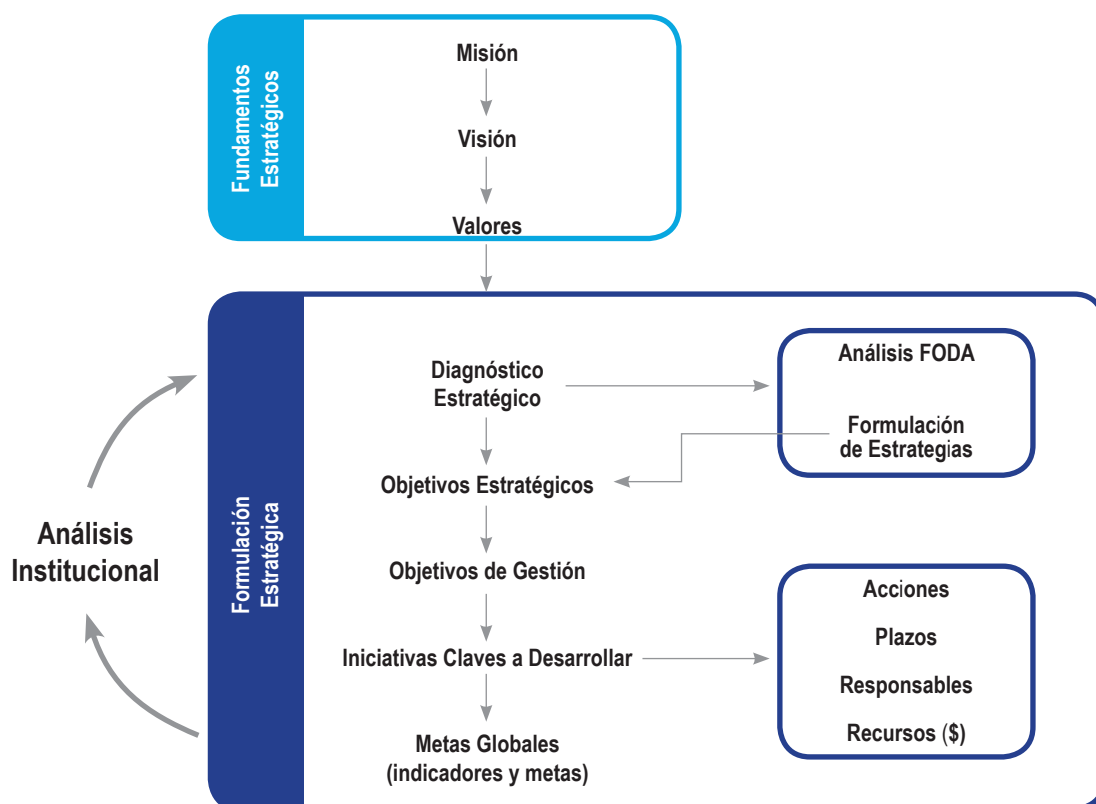 Fundamentos
Estratégicos
Misión
Visión
Valores
Análisis
Institucional
Formulación
Estratégica
Diagnóstico
Estratégico
Análisis FODA
Formulación
de Estrategias
Objetivos Estratégicos
Objetivos de Gestión
Iniciativas Claves a Desarrollar
Acciones
Plazos
Responsables
Recursos ($)
Metas Globales
(indicadores y metas)